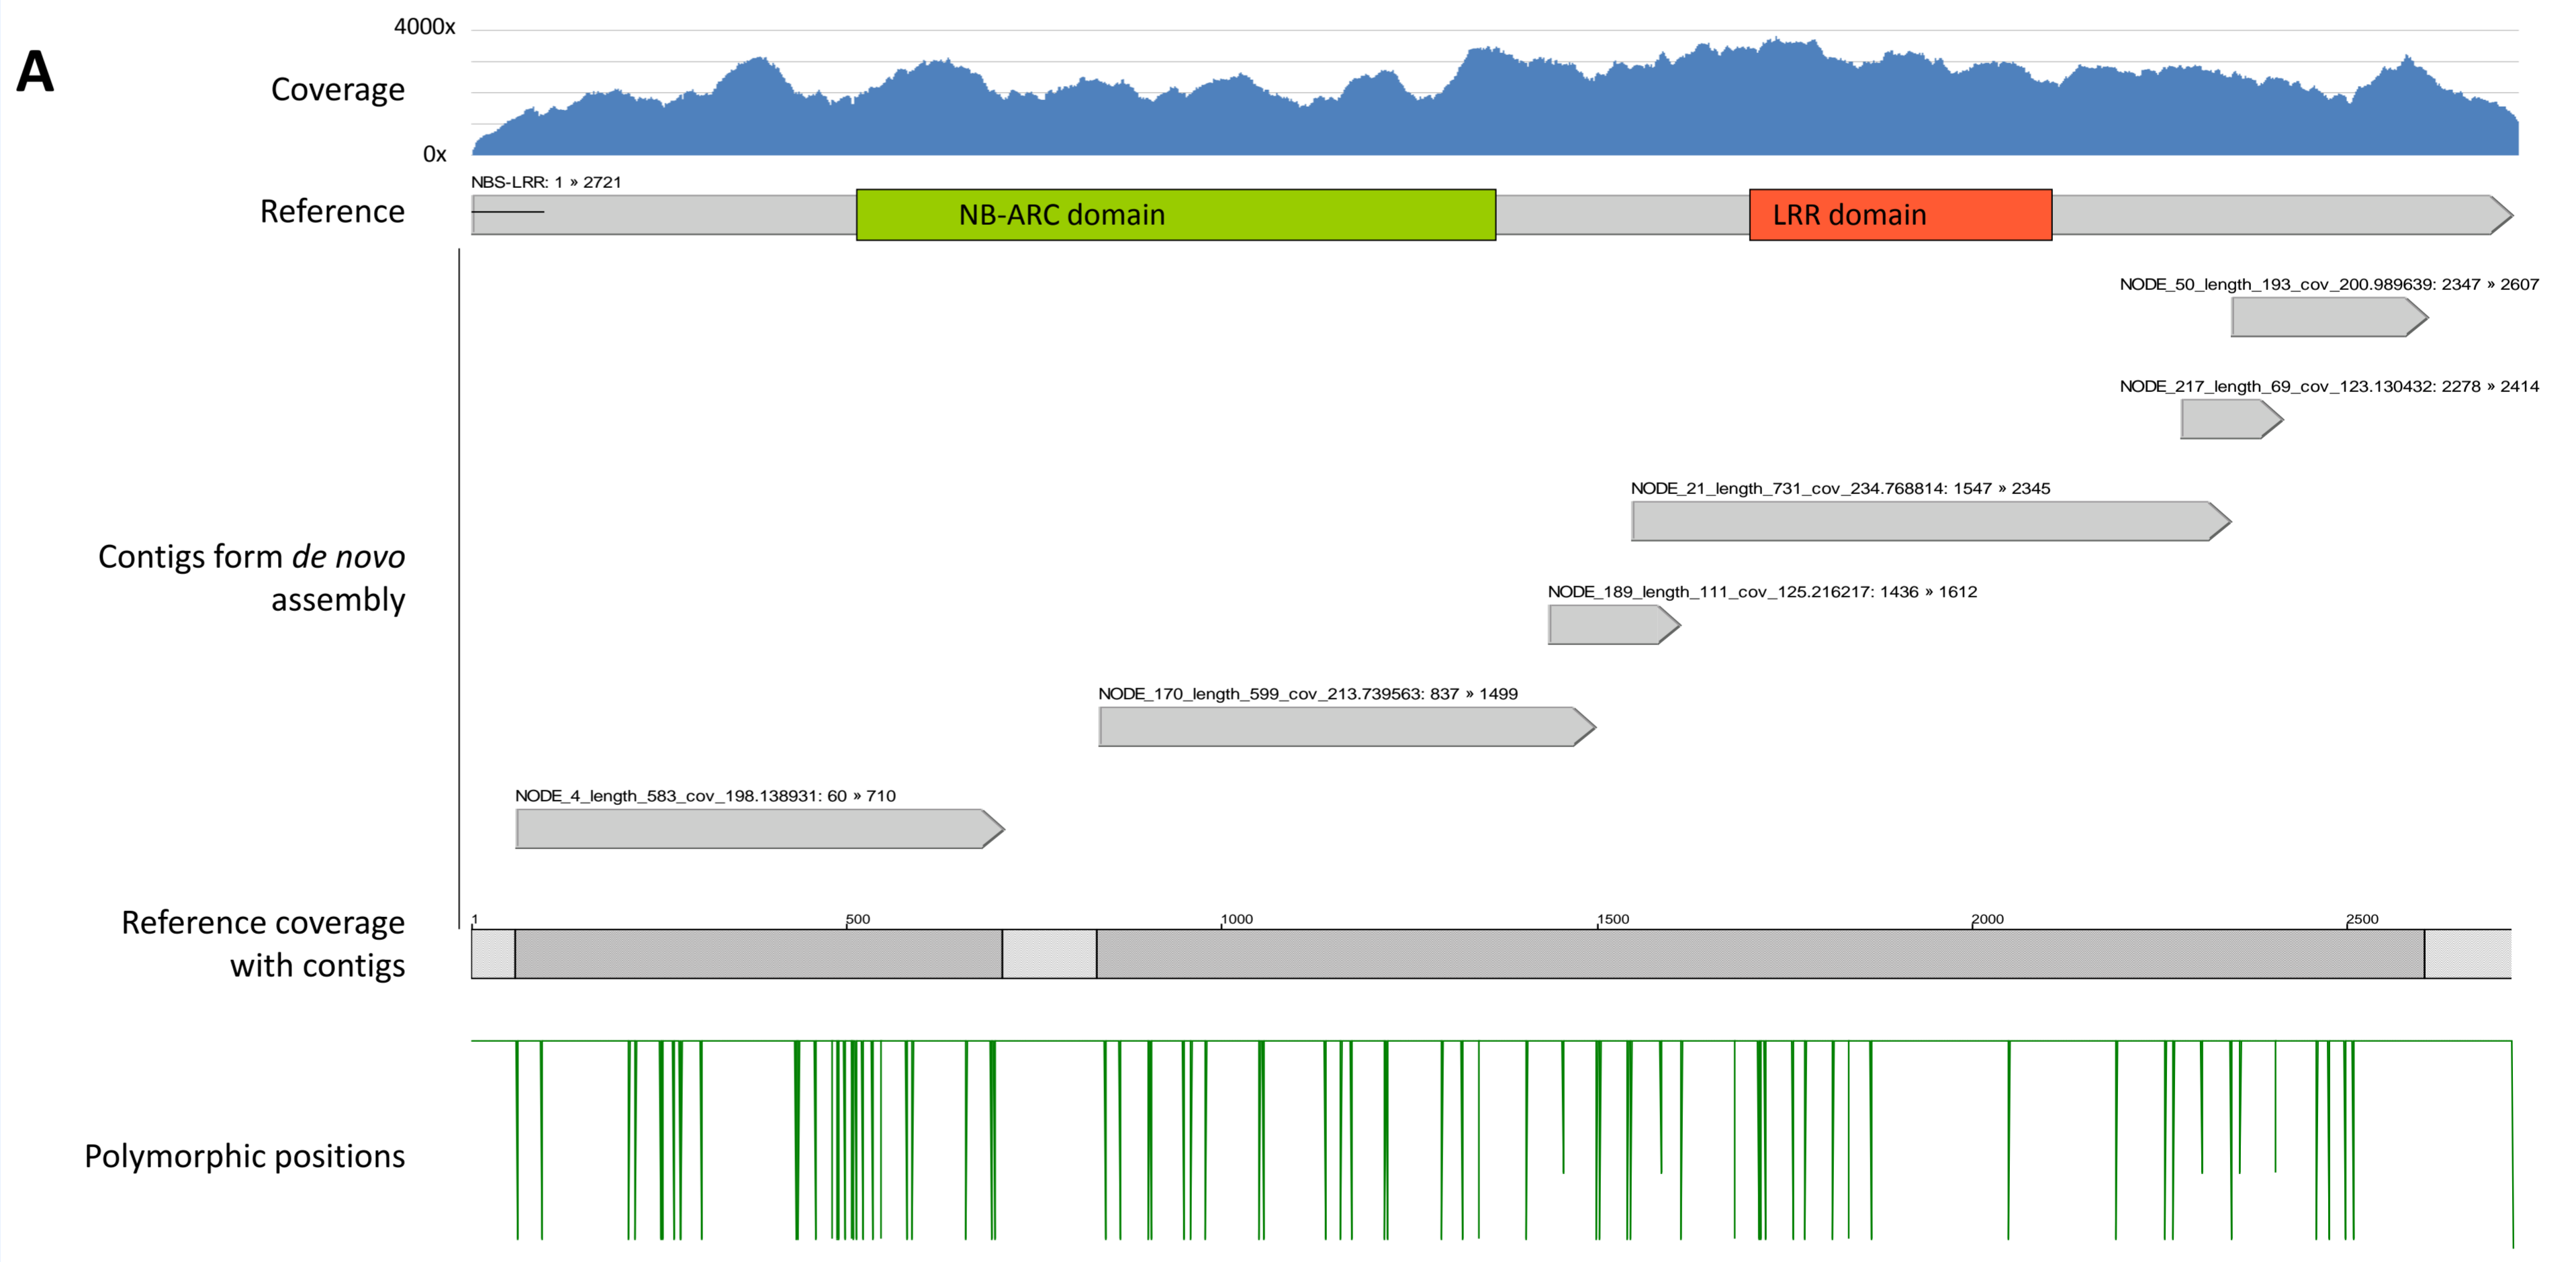 A
4000x
Coverage
0x
NBS-LRR: 1 » 2721
Reference
NB-ARC domain
LRR domain
NODE_50_length_193_cov_200.989639: 2347 » 2607
NODE_217_length_69_cov_123.130432: 2278 » 2414
NODE_21_length_731_cov_234.768814: 1547 » 2345
Contigs form de novo
assembly
NODE_189_length_111_cov_125.216217: 1436 » 1612
NODE_170_length_599_cov_213.739563: 837 » 1499
NODE_4_length_583_cov_198.138931: 60 » 710
Reference coverage
with contigs
1 500 1000 1500 2000 2500
Polymorphic positions